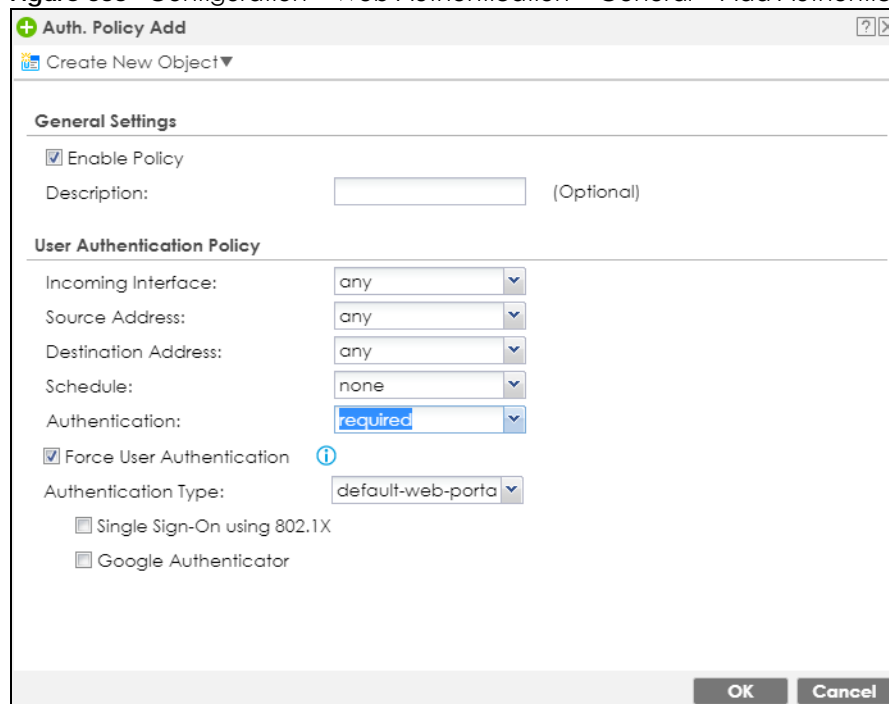 Auth. Policy Add
Create New Object
General Settings
Enable Policy
Description: (Optional)
User Authentication Policy
Incoming Interface: any
Source Address: any
Destination Address: any
Schedule: none
Authentication: required
Force User Authentication
Authentication Type: default-web-porta
Single Sign-On using 802.1X
Google Authenticator
OK Cancel